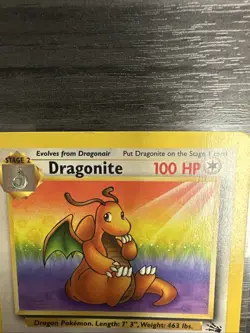 Evolves from Dragonair Put Dragonite on the Stage 1 card
STAGE 2 Dragonite 100 HP
Dragon Pokémon. Length: 7' 3", Weight: 463 lbs.